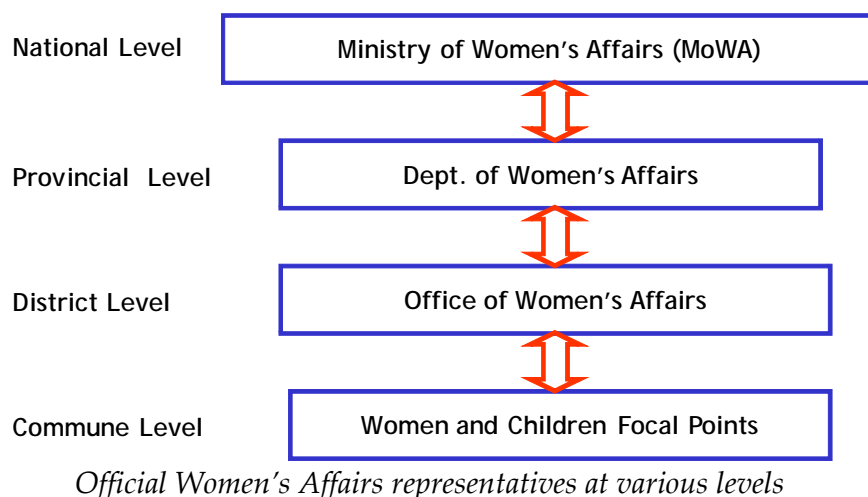 National Level Ministry of Women's Affairs (MoWA)
Provincial Level Dept. of Women's Affairs
District Level Office of Women's Affairs
Commune Level Women and Children Focal Points
Official Women's Affairs representatives at various levels